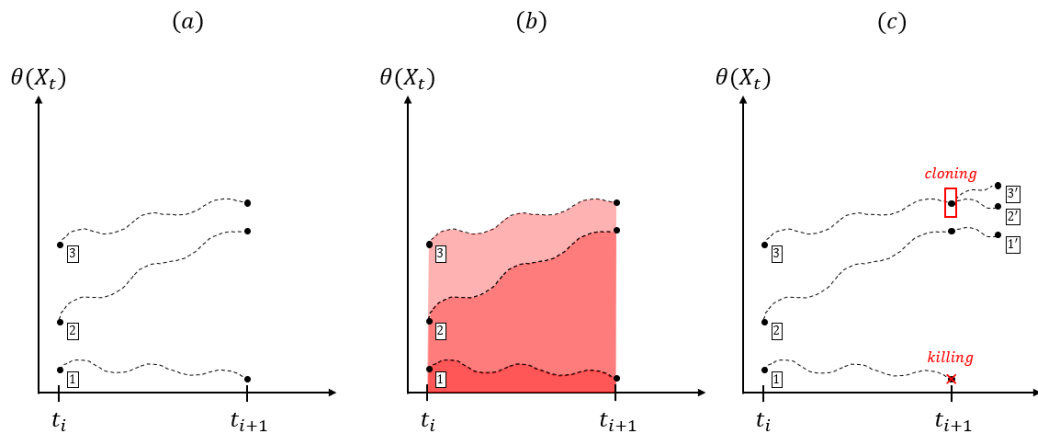 (a) (b) (c)
θ(X_t) θ(X_t) θ(X_t)
cloning
3'
2'
3 3 3 1'
2 2 2
killing
1 1 1
t_i t_{i+1} t_i t_{i+1} t_i t_{i+1}